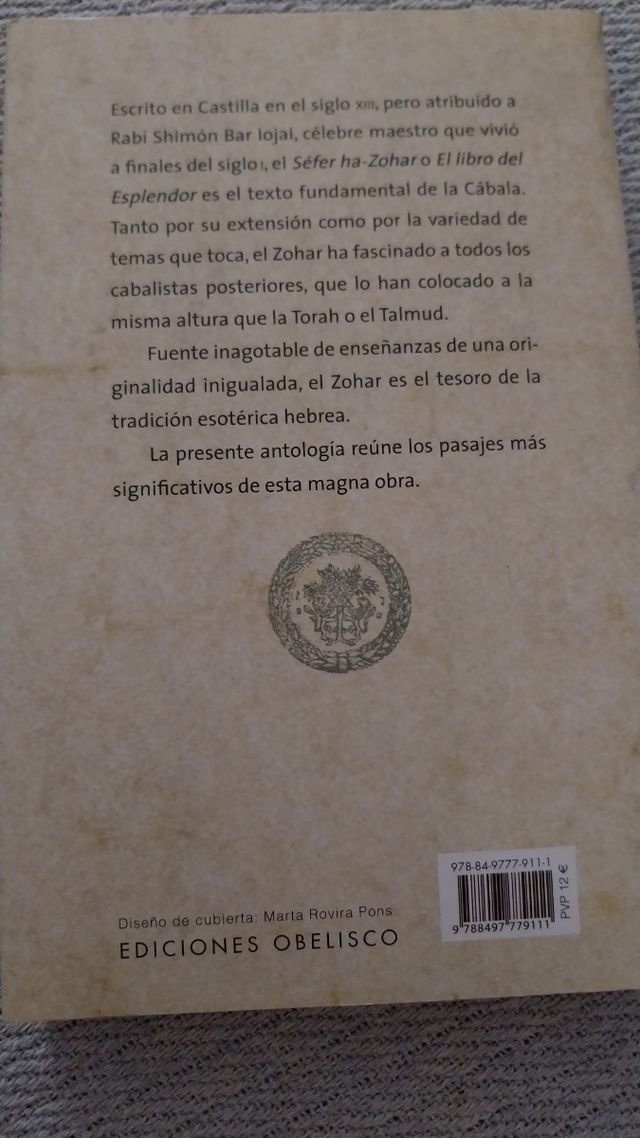 Escrito en Castilla en el siglo XIII, pero atribuido a
Rabí Shimón Bar Iojai, célebre maestro que vivió
a finales del siglo I, el Séfer ha-Zohar o El libro del
Esplendor es el texto fundamental de la Cábala.
Tanto por su extensión como por la variedad de
temas que toca, el Zohar ha fascinado a todos los
cabalistas posteriores, que lo han colocado a la
misma altura que la Torah o el Talmud.
Fuente inagotable de enseñanzas de una ori-
ginalidad inigualada, el Zohar es el tesoro de la
tradición esotérica hebrea.
La presente antología reúne los pasajes más
significativos de esta magna obra.
978-84-9777-911-1
9 788497 779111
PVP 12 €
Diseño de cubierta: Marta Rovira Pons
EDICIONES OBELISCO